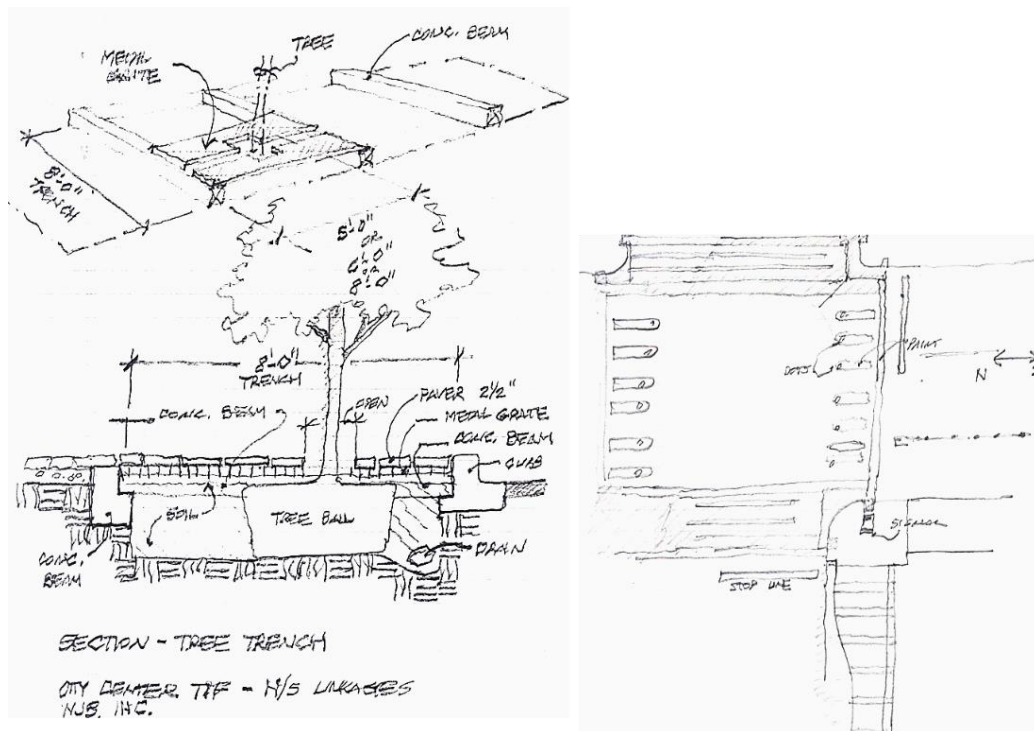 TREE
CONC. BEAM
METAL
GRATE
8'-0"
TRENCH
5'-0"
OR
6'-0"
OR
8'-0"
8'-0"
TRENCH
CONC. BEAM
OPEN
PAVER 2 1/2"
METAL GRATE
CONC. BEAM
CURB
SOIL
TREE BALL
DRAIN
CONC.
BEAM
SECTION - TREE TRENCH
CITY CENTER TIF - N/S LINKAGES
NJB, INC.
DOTS
PAINT
N
SIGNAL
STOP LINE